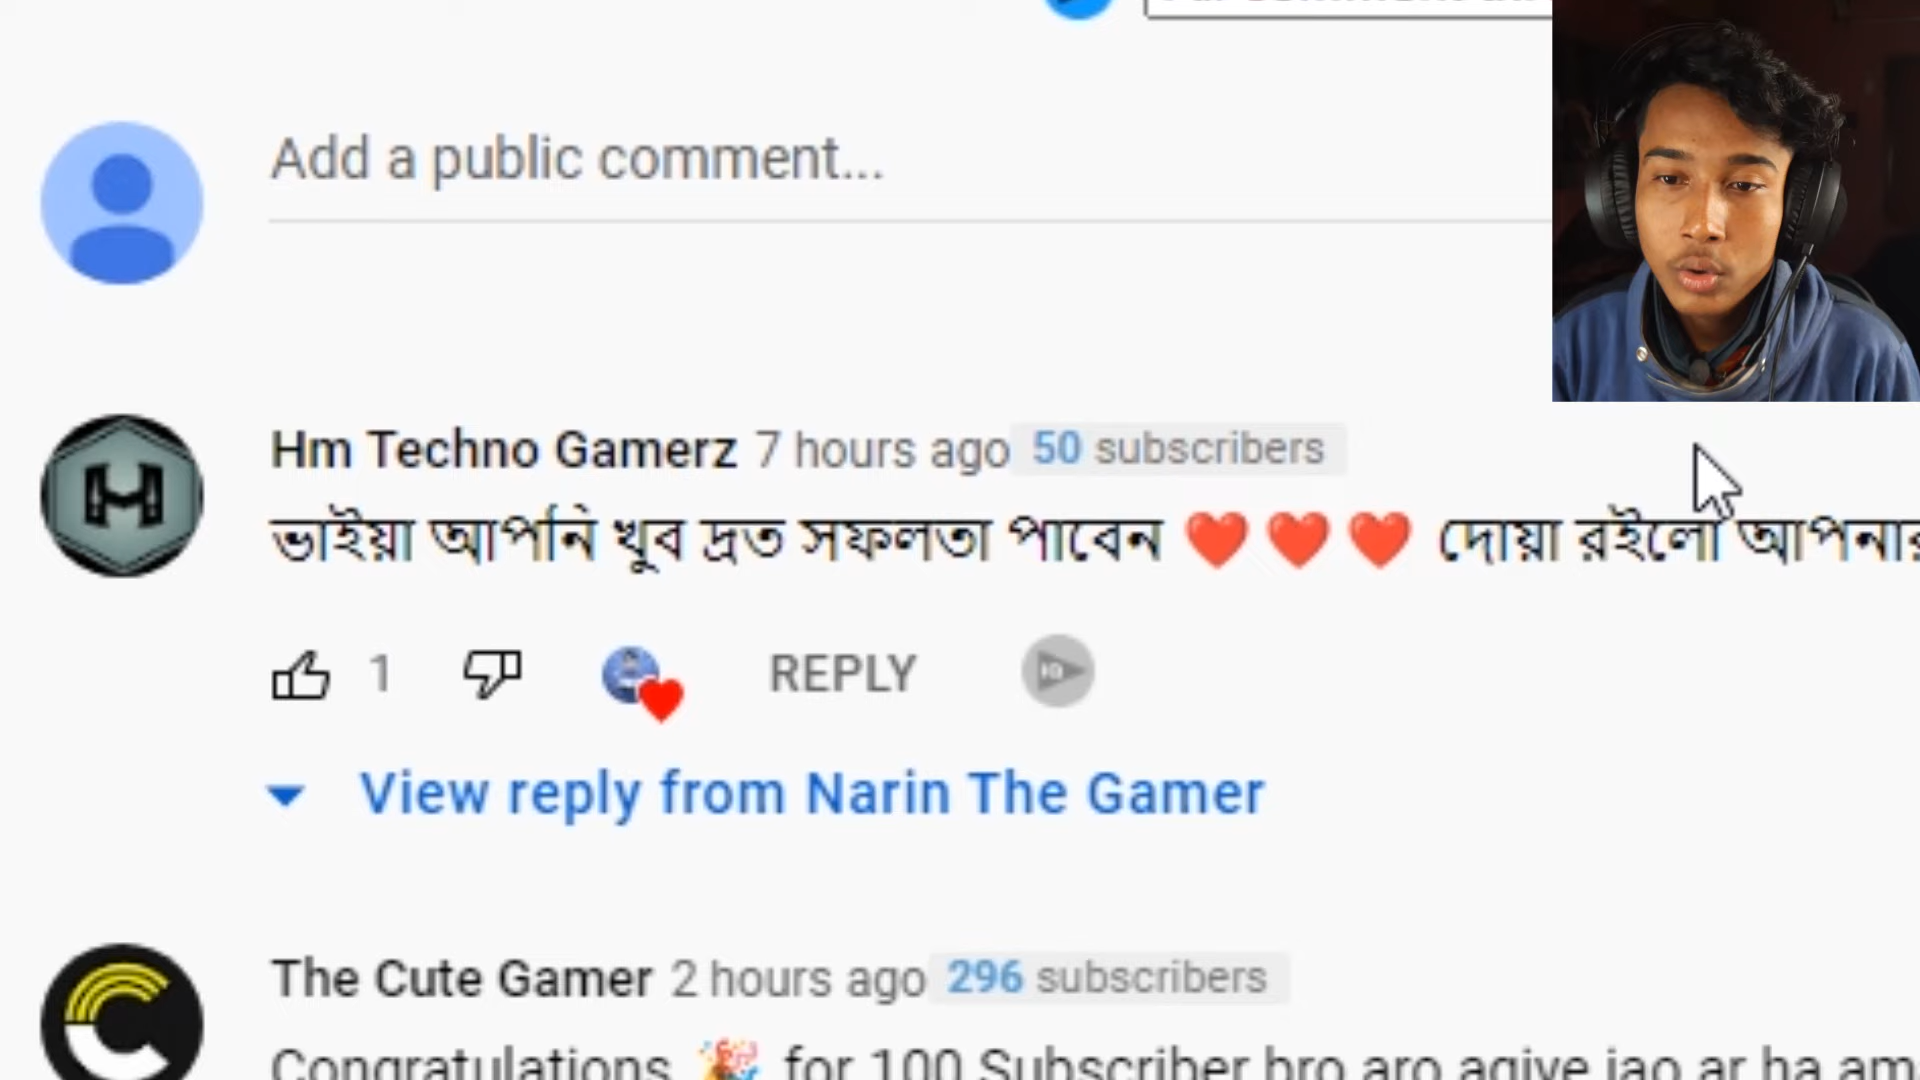 Add a public comment...
Hm Techno Gamerz 7 hours ago 50 subscribers
ভাইয়া আপনি খুব দ্রত সফলতা পাবেন ❤️❤️❤️ দোয়া রইলো
1 REPLY
View reply from Narin The Gamer
The Cute Gamer 2 hours ago 296 subscribers
Congratulations 🎉 for 100 Subscriber bro aro agiye jao ar ha am